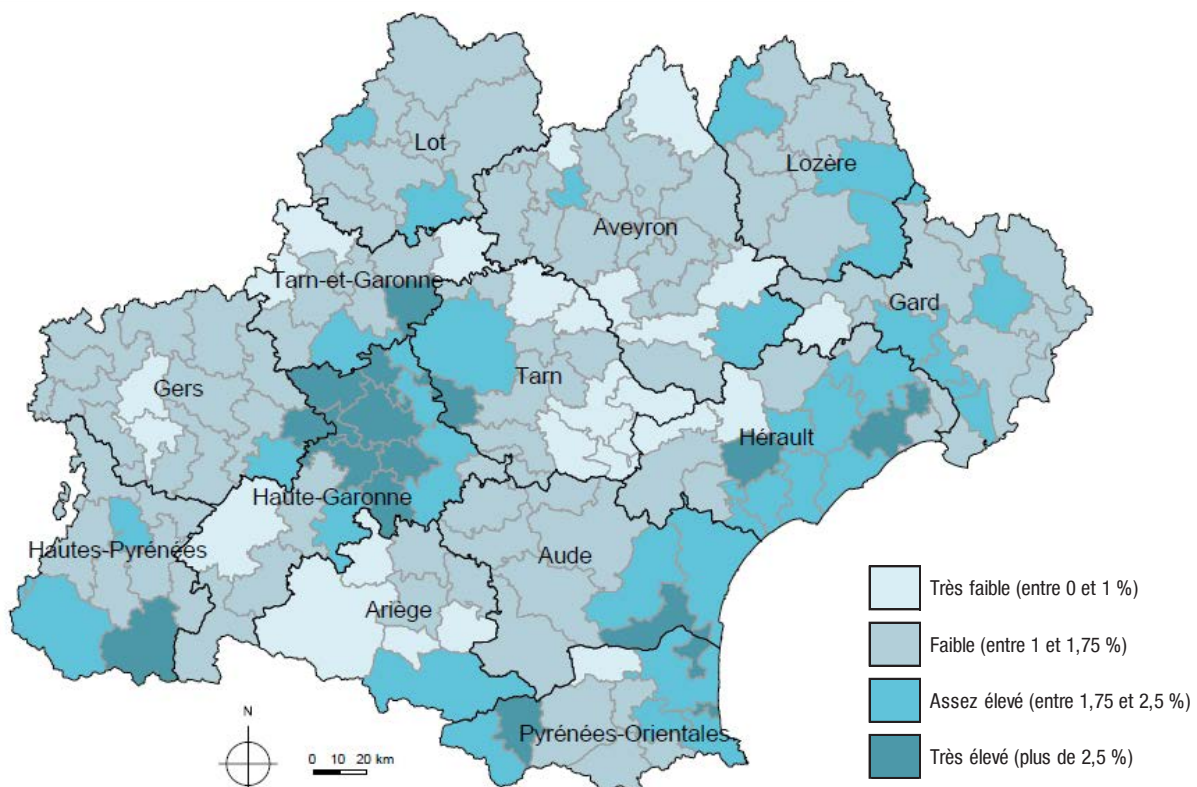 Lot
Lozère
Aveyron
Tarn-et-Garonne
Gard
Gers
Tarn
Hérault
Haute-Garonne
Hautes-Pyrénées
Aude
Ariège
Pyrénées-Orientales
N
0 10 20 km
Très faible (entre 0 et 1 %)
Faible (entre 1 et 1,75 %)
Assez élevé (entre 1,75 et 2,5 %)
Très élevé (plus de 2,5 %)